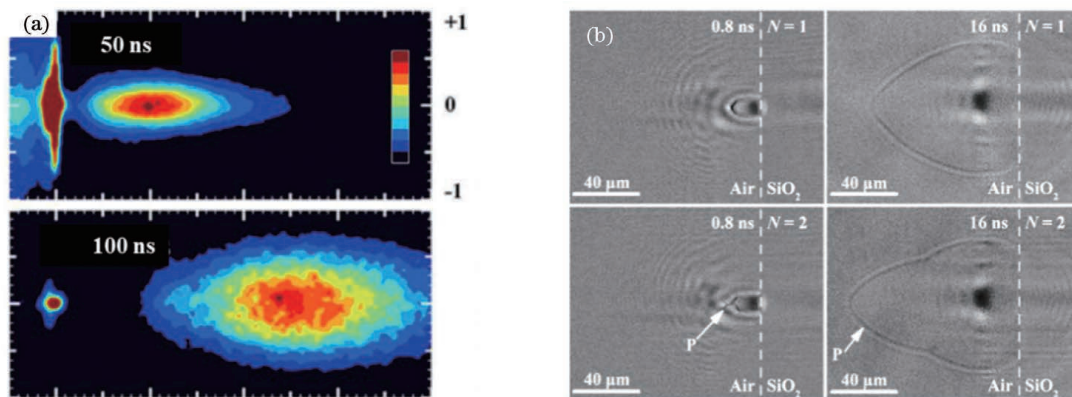 (a)
50 ns
+1
0
-1
100 ns
(b)
0.8 ns N = 1
Air SiO₂
40 μm
16 ns N = 1
Air SiO₂
40 μm
0.8 ns N = 2
P
Air SiO₂
40 μm
16 ns N = 2
P
Air SiO₂
40 μm